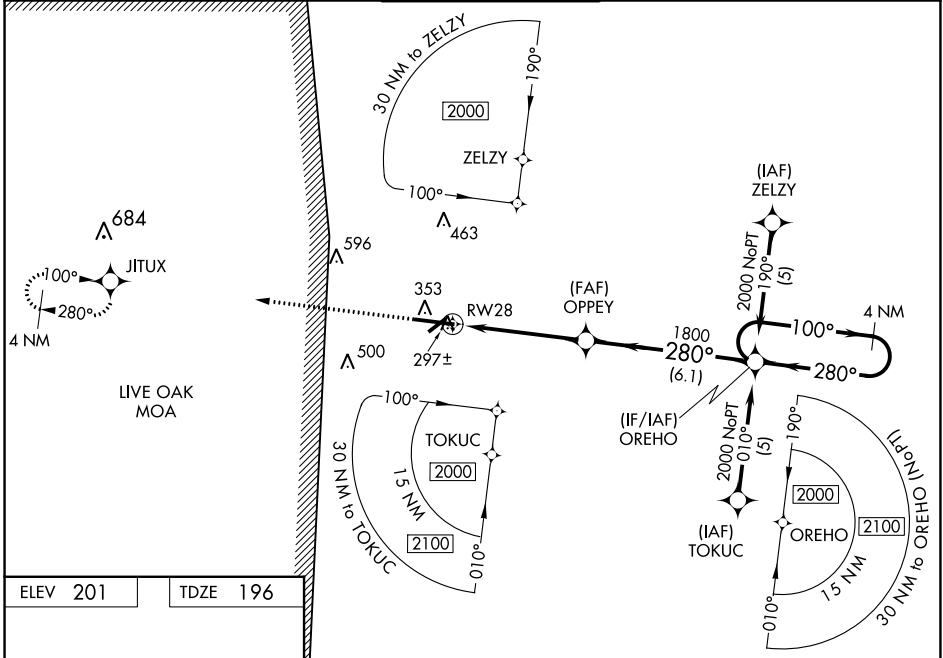 30 NM to ZELZY
190°
2000
ZELZY
100°
463
(IAF)
ZELZY
2000 NoPT
190°
(5)
684
JITUX
100°
280°
4 NM
596
353
RW28
297±
500
(FAF)
OPPEY
1800
280°
(6.1)
100°
4 NM
280°
(IF/IAF)
OREHO
2000 NoPT
010°
(5)
(IAF)
TOKUC
LIVE OAK
MOA
100°
TOKUC
2000
15 NM
2100
30 NM to TOKUC
010°
190°
2000
OREHO
2100
15 NM
30 NM to OREHO (NoPT)
010°
ELEV 201
TDZE 196